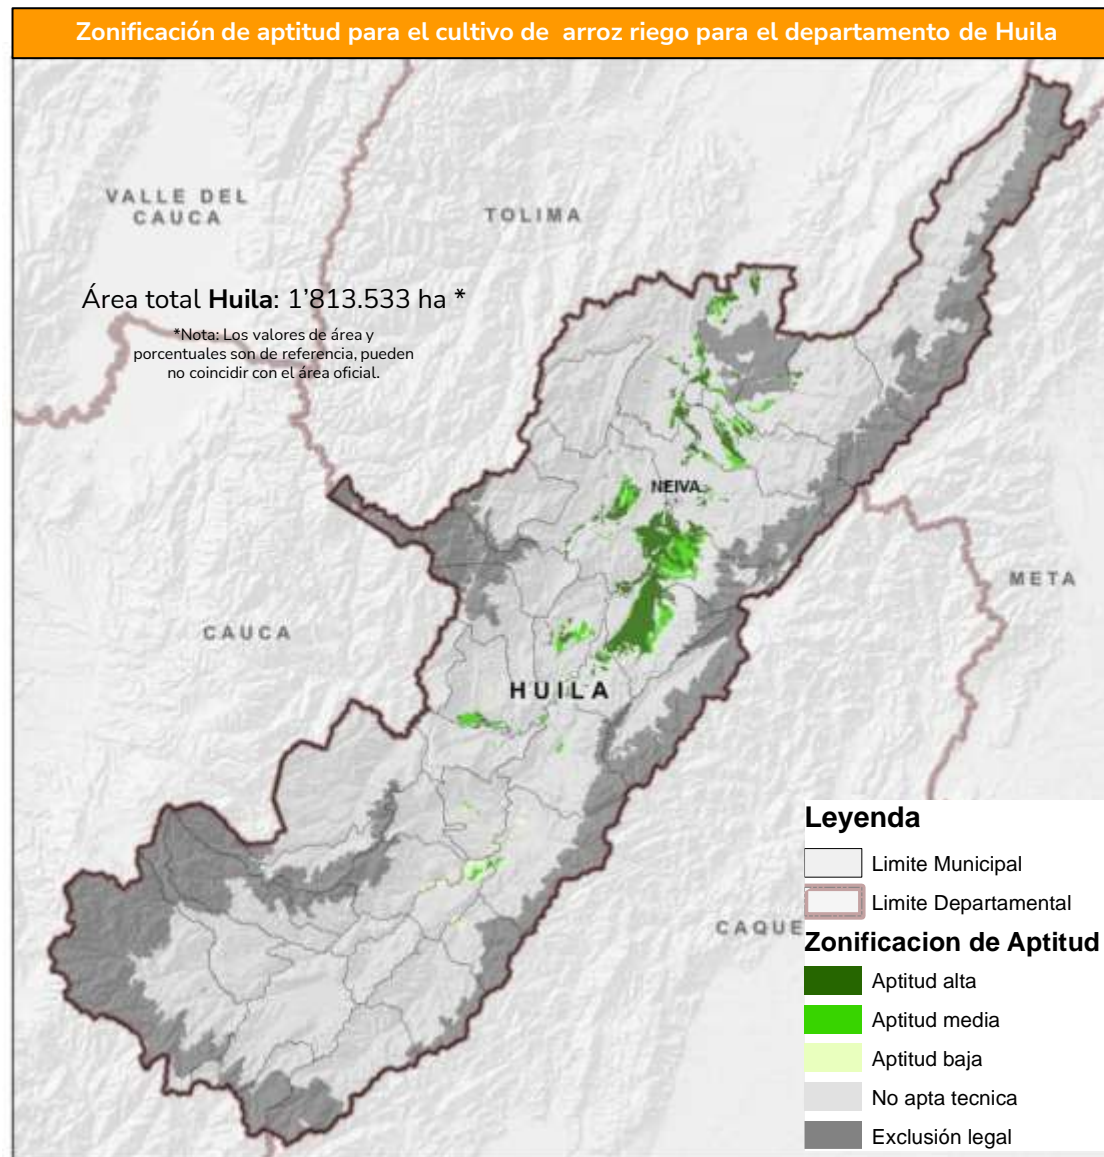 Zonificación de aptitud para el cultivo de arroz riego para el departamento de Huila
VALLE DEL
CAUCA
TOLIMA
Área total Huila: 1'813.533 ha *
*Nota: Los valores de área y
porcentuales son de referencia, pueden
no coincidir con el área oficial.
NEIVA
META
CAUCA
HUILA
CAQUE
Leyenda
Limite Municipal
Limite Departamental
Zonificacion de Aptitud
Aptitud alta
Aptitud media
Aptitud baja
No apta tecnica
Exclusión legal